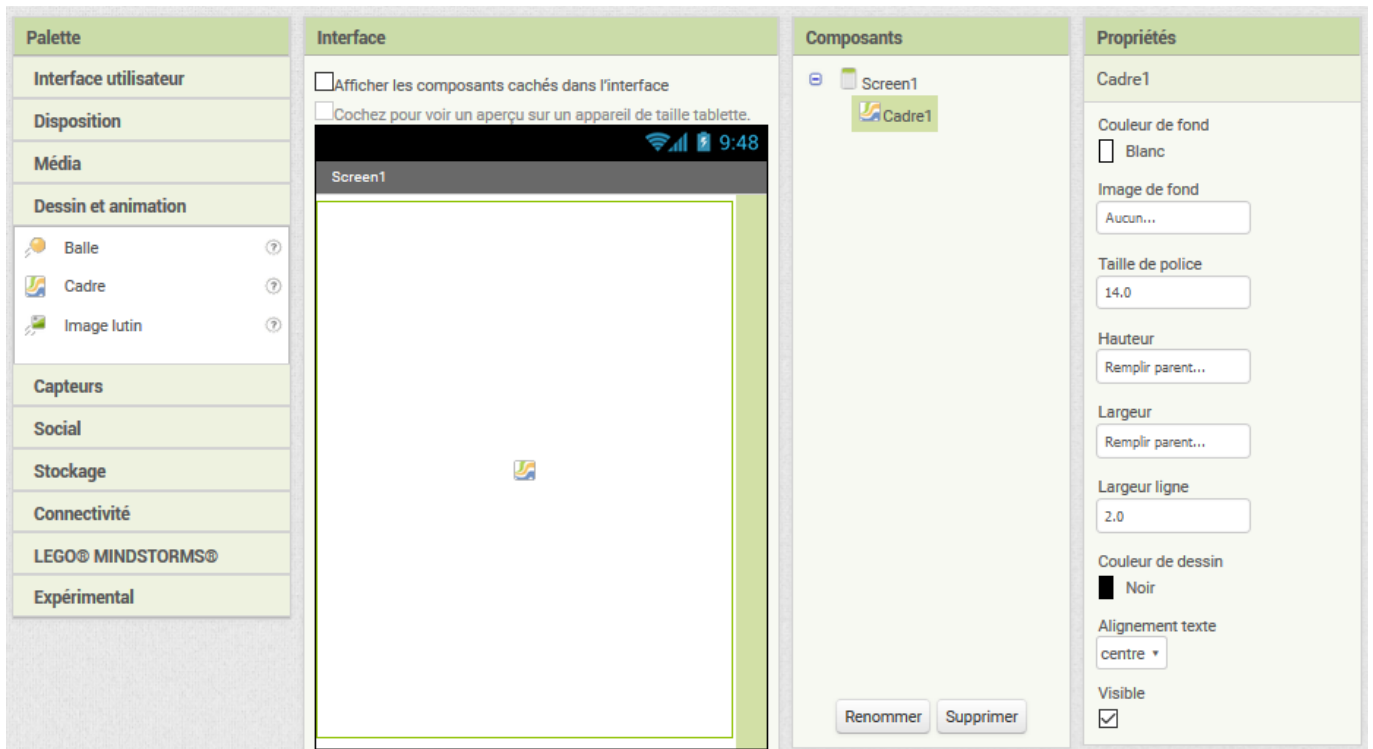 Palette
Interface utilisateur
Disposition
Média
Dessin et animation
Balle
?
Cadre
?
Image lutin
?
Capteurs
Social
Stockage
Connectivité
LEGO® MINDSTORMS®
Expérimental
Interface
Afficher les composants cachés dans l'interface
Cochez pour voir un aperçu sur un appareil de taille tablette.
9:48
Screen1
Composants
Screen1
Cadre1
Renommer Supprimer
Propriétés
Cadre1
Couleur de fond
Blanc
Image de fond
Aucun...
Taille de police
14.0
Hauteur
Remplir parent...
Largeur
Remplir parent...
Largeur ligne
2.0
Couleur de dessin
Noir
Alignement texte
centre
Visible